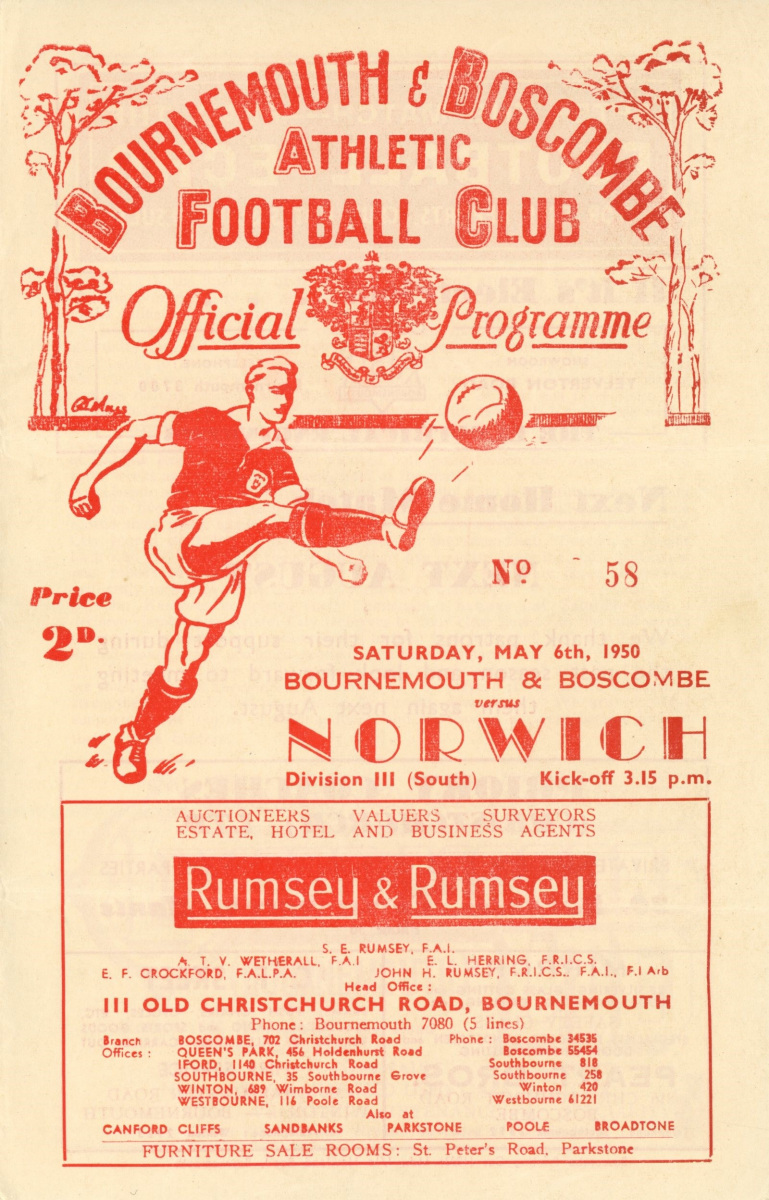 BOURNEMOUTH & BOSCOMBE
ATHLETIC
FOOTBALL CLUB
Official Programme
Price
2D.
No 58
SATURDAY, MAY 6th, 1950
BOURNEMOUTH & BOSCOMBE
versus
NORWICH
Division III (South) Kick-off 3.15 p.m.
AUCTIONEERS VALUERS SURVEYORS
ESTATE, HOTEL AND BUSINESS AGENTS
Rumsey & Rumsey
S. E. RUMSEY, F.A.I.
A. T. V. WETHERALL, F.A.I E. L. HERRING, F.R.I.C.S.
E. F. CROCKFORD, F.A.L.P.A. JOHN H. RUMSEY, F.R.I.C.S., F.A.I., F.I Arb
Head Office :
111 OLD CHRISTCHURCH ROAD, BOURNEMOUTH
Phone : Bournemouth 7080 (5 lines)
Branch Offices : BOSCOMBE, 702 Christchurch Road Phone : Boscombe 34535
QUEEN'S PARK, 456 Holdenhurst Road Boscombe 55454
IFORD, 1140 Christchurch Road Southbourne 818
SOUTHBOURNE, 35 Southbourne Grove Southbourne 258
WINTON, 689 Wimborne Road Winton 420
WESTBOURNE, 116 Poole Road Westbourne 61221
Also at
CANFORD CLIFFS SANDBANKS PARKSTONE POOLE BROADTONE
FURNITURE SALE ROOMS: St. Peter's Road, Parkstone